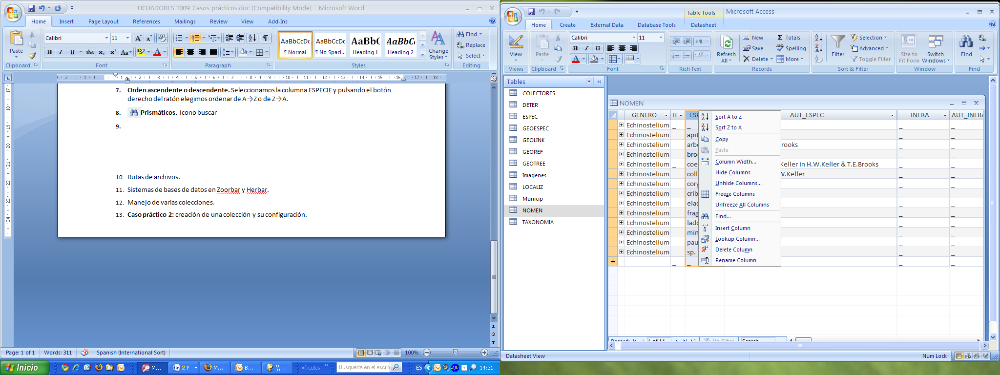 FICHADORES 2009_Casos prácticos.doc [Compatibility Mode] - Microsoft Word
Home Insert Page Layout References Mailings Review View Add-Ins
Paste
Calibri 11
AaBbCcDc AaBbCcDc AaBbC AaBbCc
¶ Normal ¶ No Spaci... Heading 1 Heading 2
Change Styles
Find
Replace
Select
Clipboard Font Paragraph Styles Editing
7. Orden ascendente o descendente. Seleccionamos la columna ESPECIE y pulsando el botón
derecho del ratón elegimos ordenar de A→Z o de Z→A.
8. Prismáticos. Icono buscar
9.
10. Rutas de archivos.
11. Sistemas de bases de datos en Zoorbar y Herbar.
12. Manejo de varias colecciones.
13. Caso práctico 2: creación de una colección y su configuración.
Page: 1 of 1 Words: 311 Spanish (International Sort) 100%
Inicio M... 2 M M... B... \\... Vínculos » Búsqueda en el escrit ES 14:31
Table Tools Microsoft Access
Home Create External Data Database Tools Datasheet
View
Paste
Calibri 11
Refresh All
New
Save
Delete
Totals
Spelling
More
Filter
Selection
Advanced
Toggle Filter
Size to Fit Form
Switch Windows
Find
Views Clipboard Font Rich Text Records Sort & Filter Window Find
Tables
COLECTORES
DETER
ESPEC
GEOESPEC
GEOLINK
GEOREF
GEOTREE
Imagenes
LOCALIZ
Municip
NOMEN
TAXONOMIA
NOMEN
GENERO H ESP AUT_ESPEC INFRA AUT_INFRA
Echinostelium _ _ _ _
Echinostelium apit _ _
Echinostelium arbo rooks _ _
Echinostelium broo _ _
Echinostelium _ coe Keller in H.W.Keller & T.E.Brooks _ _
Echinostelium coll W.Keller _ _
Echinostelium cory _ _
Echinostelium crib _ _
Echinostelium elac _ _
Echinostelium frag _ _
Echinostelium lado _ _
Echinostelium min _ _
Echinostelium pau _ _
Echinostelium sp. _ _
_ _ _ _
Sort A to Z
Sort Z to A
Copy
Paste
Column Width...
Hide Columns
Unhide Columns...
Freeze Columns
Unfreeze All Columns
Find...
Insert Column
Lookup Column...
Delete Column
Rename Column
Record: 1 of 14 No Filter Search
Datasheet View Num Lock